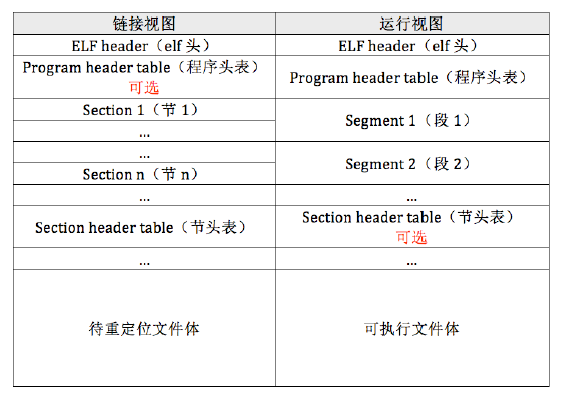 链接视图
运行视图
ELF header（elf 头）
ELF header（elf 头）
Program header table（程序头表）
可选
Program header table（程序头表）
Section 1（节 1）
...
Segment 1（段 1）
...
Section n（节 n）
Segment 2（段 2）
...
...
Section header table（节头表）
Section header table（节头表）
可选
...
...
待重定位文件体
可执行文件体